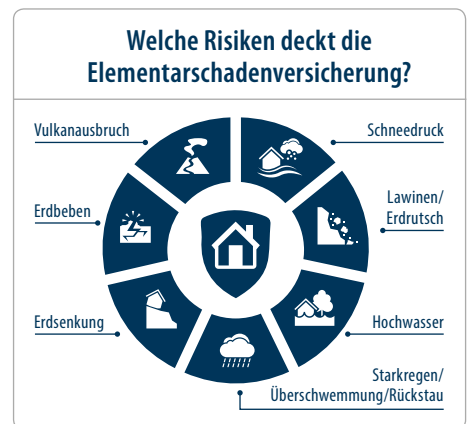 Welche Risiken deckt die
Elementarschadenversicherung?
Vulkanausbruch
Schneedruck
Erdbeben
Lawinen/
Erdrutsch
Erdsenkung
Hochwasser
Starkregen/
Überschwemmung/Rückstau